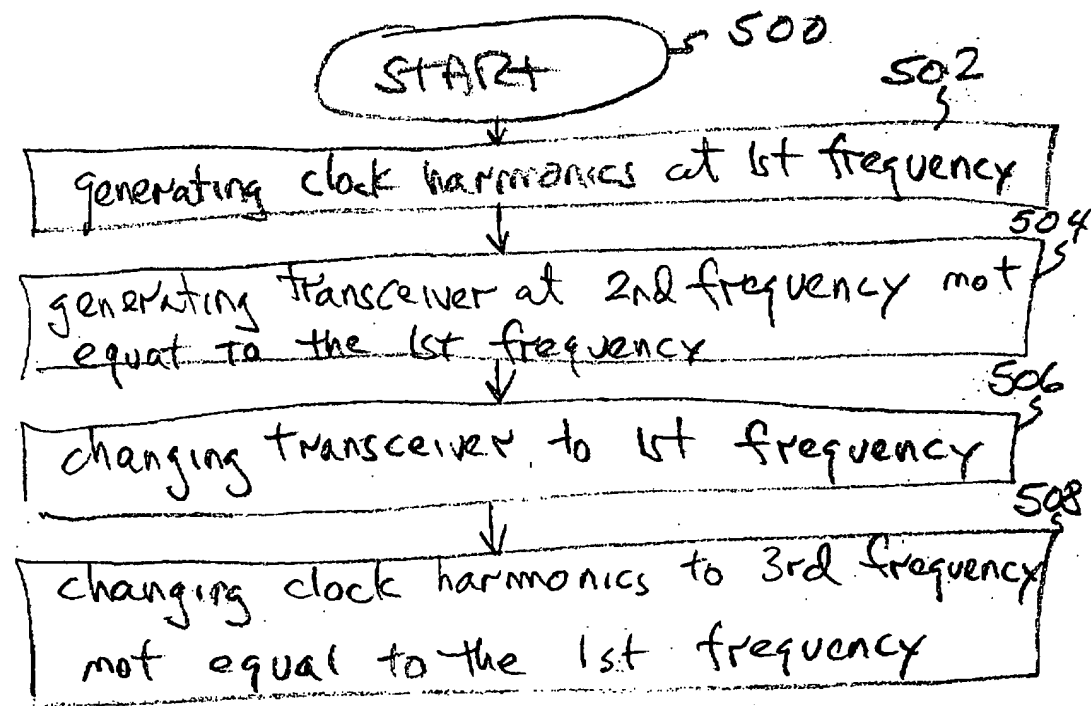 START
500
502
generating clock harmonics at 1st frequency
504
generating transceiver at 2nd frequency not
equal to the 1st frequency
506
changing transceiver to 1st frequency
508
changing clock harmonics to 3rd frequency
not equal to the 1st frequency